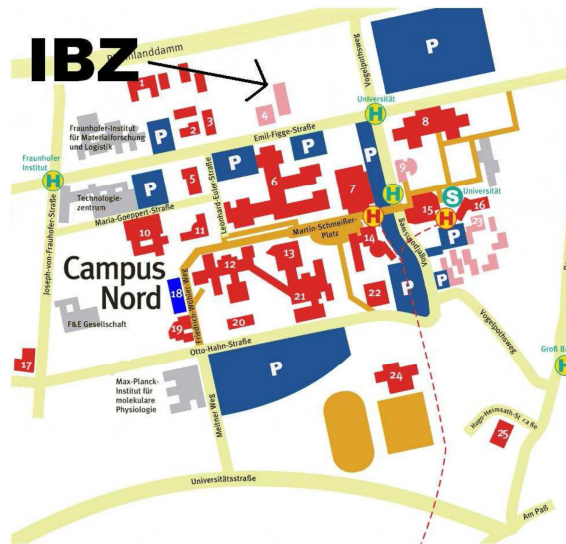 IBZ
landdamm
1
2
3
4
P
Vogelpothsweg
Universität
H
8
Fraunhofer-Institut
für Materialforschung
und Logistik
P
Emil-Figge-Straße
P
P
P
Fraunhofer
Institut
H
Technologie-
zentrum
P
5
Leonhard-Euler-Straße
6
7
9
H
S
Universität
Maria-Goeppert-Straße
10
11
Martin-Schmeißer-
Platz
H
15
H
16
23
P
Joseph-von-Fraunhofer-Straße
Campus
Nord
18
12
13
14
Vogelpothsweg
P
P
21
22
Friedrich-Wöhler-Weg
F&E Gesellschaft
19
20
Otto-Hahn-Straße
Vogelpothsweg
17
P
Groß Ba
H
Max-Planck-
Institut für
molekulare
Physiologie
Meitner Weg
24
Hugo-Heimsath-Straße
25
Universitätsstraße
Am Paß